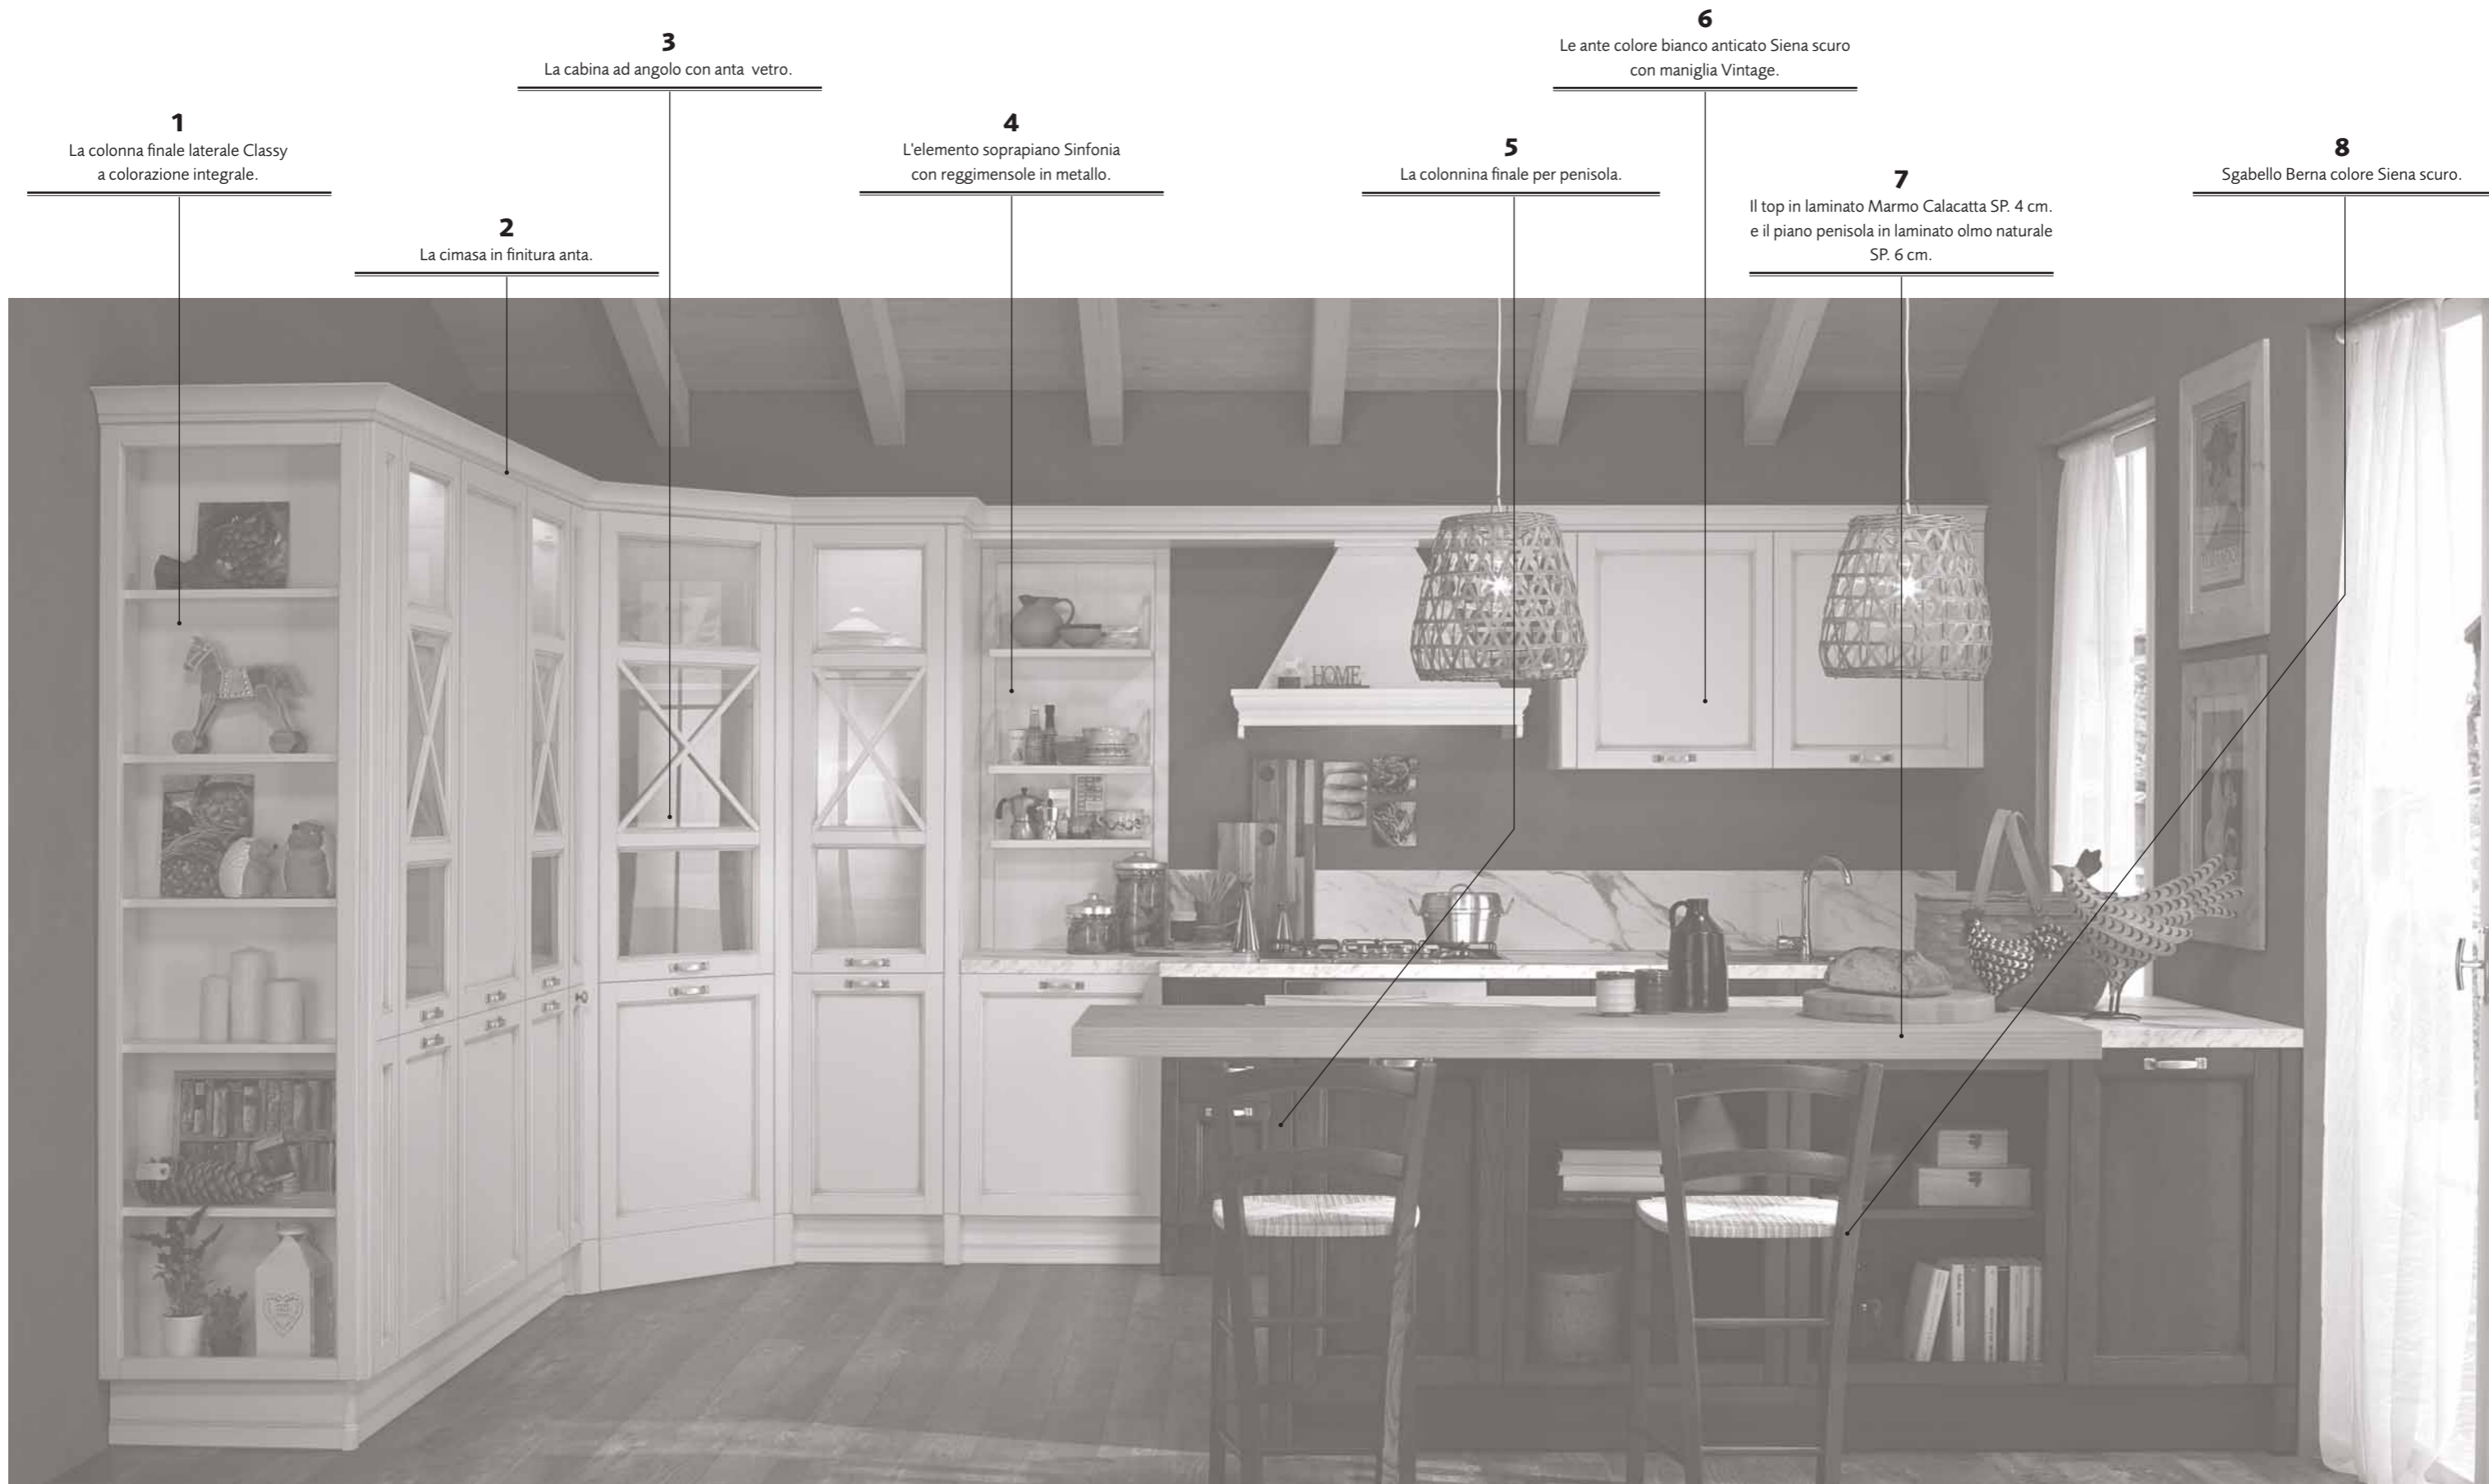 1
La colonna finale laterale Classy
a colorazione integrale.
2
La cimasa in finitura anta.
3
La cabina ad angolo con anta vetro.
4
L'elemento soprapiano Sinfonia
con reggimensole in metallo.
5
La colonnina finale per penisola.
6
Le ante colore bianco anticato Siena scuro
con maniglia Vintage.
7
Il top in laminato Marmo Calacatta SP. 4 cm.
e il piano penisola in laminato olmo naturale
SP. 6 cm.
8
Sgabello Berna colore Siena scuro.
HOME